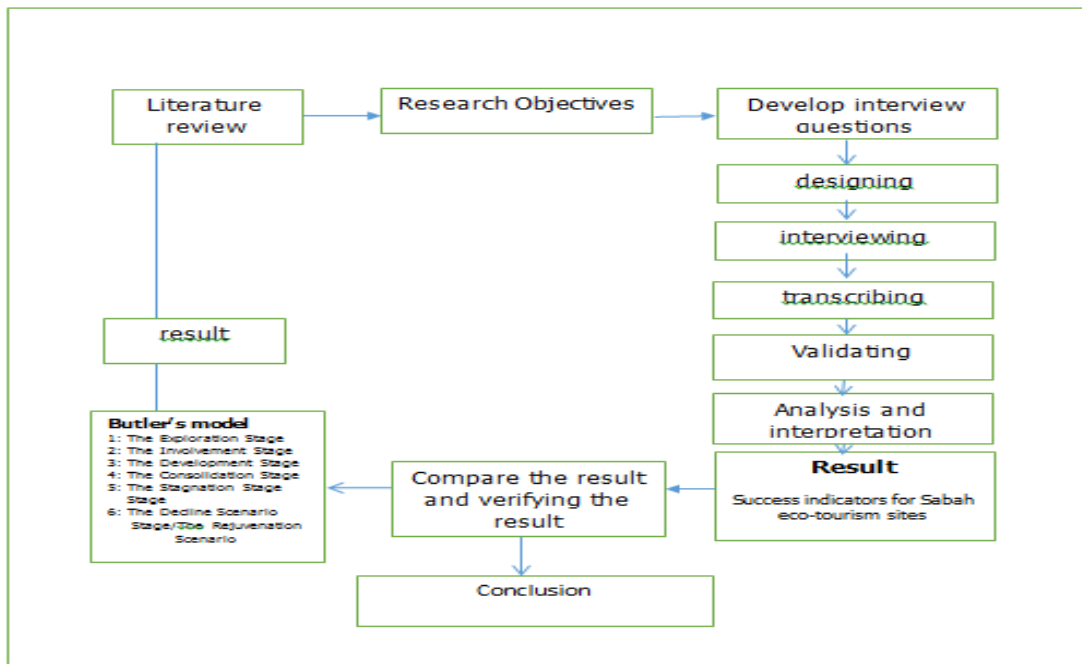 Literature
review
Research Objectives
Develop interview
questions
designing
interviewing
transcribing
Validating
Analysis and
interpretation
Result
Success indicators for Sabah
eco-tourism sites
Compare the result
and verifying the
result
Conclusion
result
Butler's model
1: The Exploration Stage
2: The Involvement Stage
3: The Development Stage
4: The Consolidation Stage
5: The Stagnation Stage
Stage
6: The Decline Scenario
Stage/The Rejuvenation
Scenario